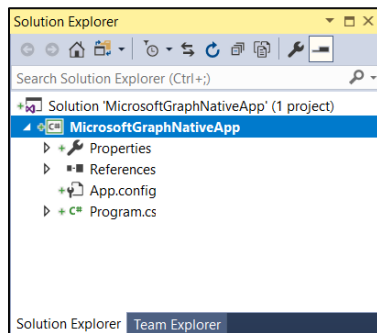 Solution Explorer
Search Solution Explorer (Ctrl+;)
Solution 'MicrosoftGraphNativeApp' (1 project)
C# MicrosoftGraphNativeApp
Properties
References
App.config
C# Program.cs
Solution Explorer Team Explorer